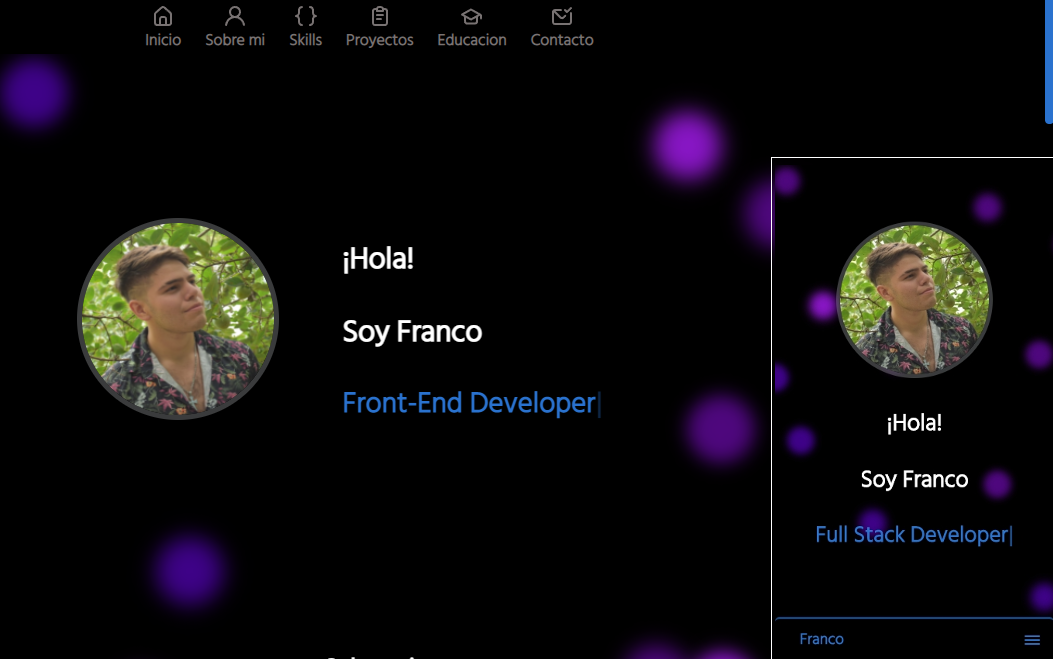 Inicio Sobre mi Skills Proyectos Educacion Contacto
¡Hola!
Soy Franco
Front-End Developer
¡Hola!
Soy Franco
Full Stack Developer
Franco